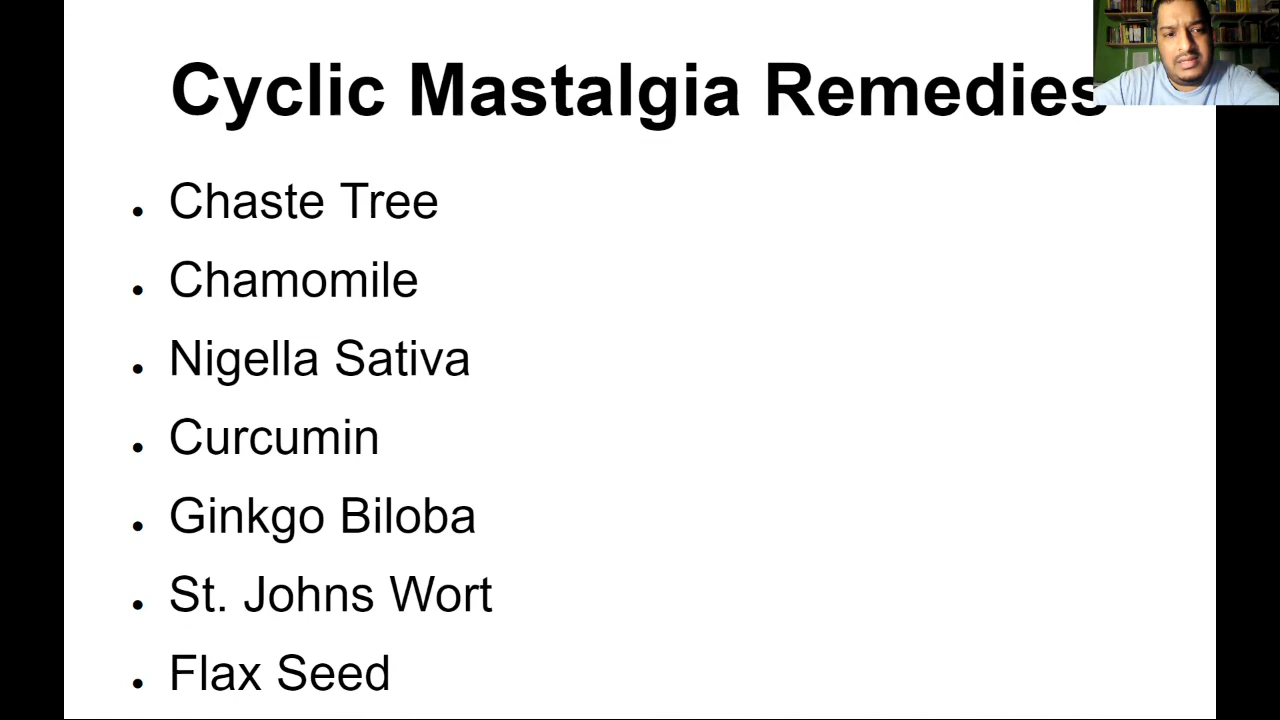 Cyclic Mastalgia Remedies
• Chaste Tree
• Chamomile
• Nigella Sativa
• Curcumin
• Ginkgo Biloba
• St. Johns Wort
• Flax Seed